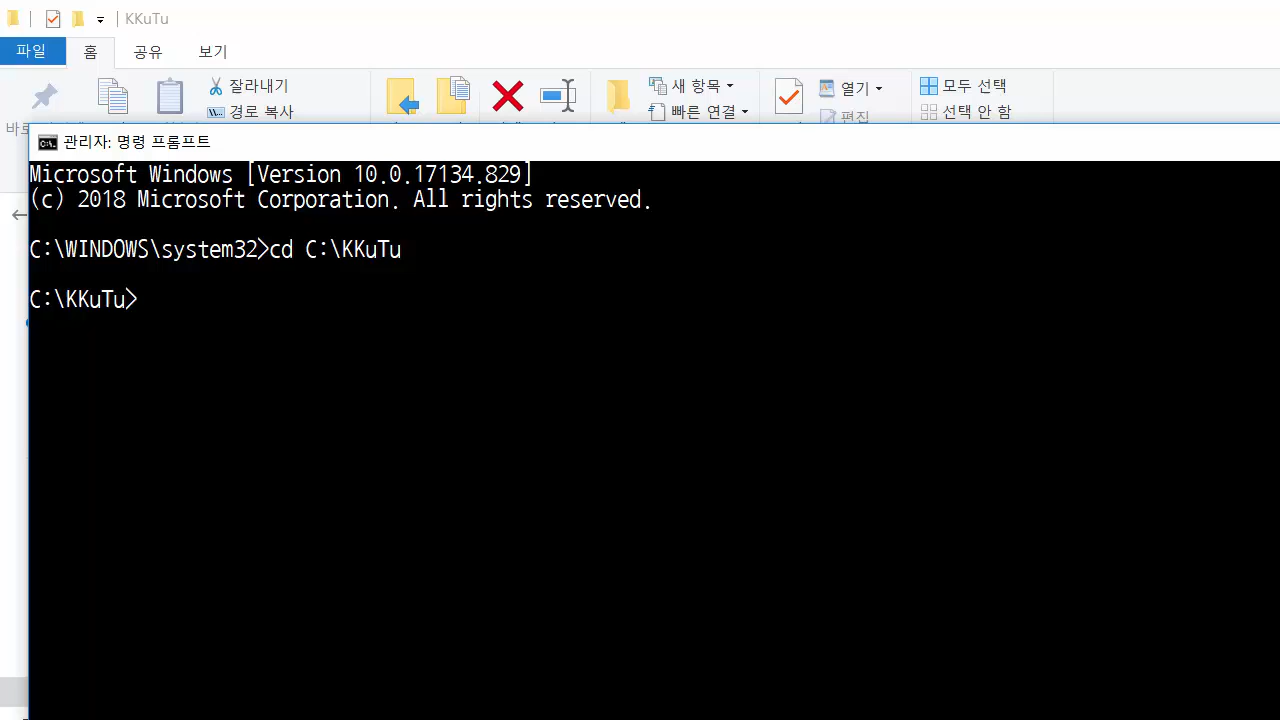 KKuTu
파일
홈
공유
보기
잘라내기
경로 복사
새 항목
빠른 연결
열기
편집
모두 선택
선택 안 함
관리자: 명령 프롬프트
Microsoft Windows [Version 10.0.17134.829]
(c) 2018 Microsoft Corporation. All rights reserved.
C:\WINDOWS\system32>cd C:\KKuTu
C:\KKuTu>